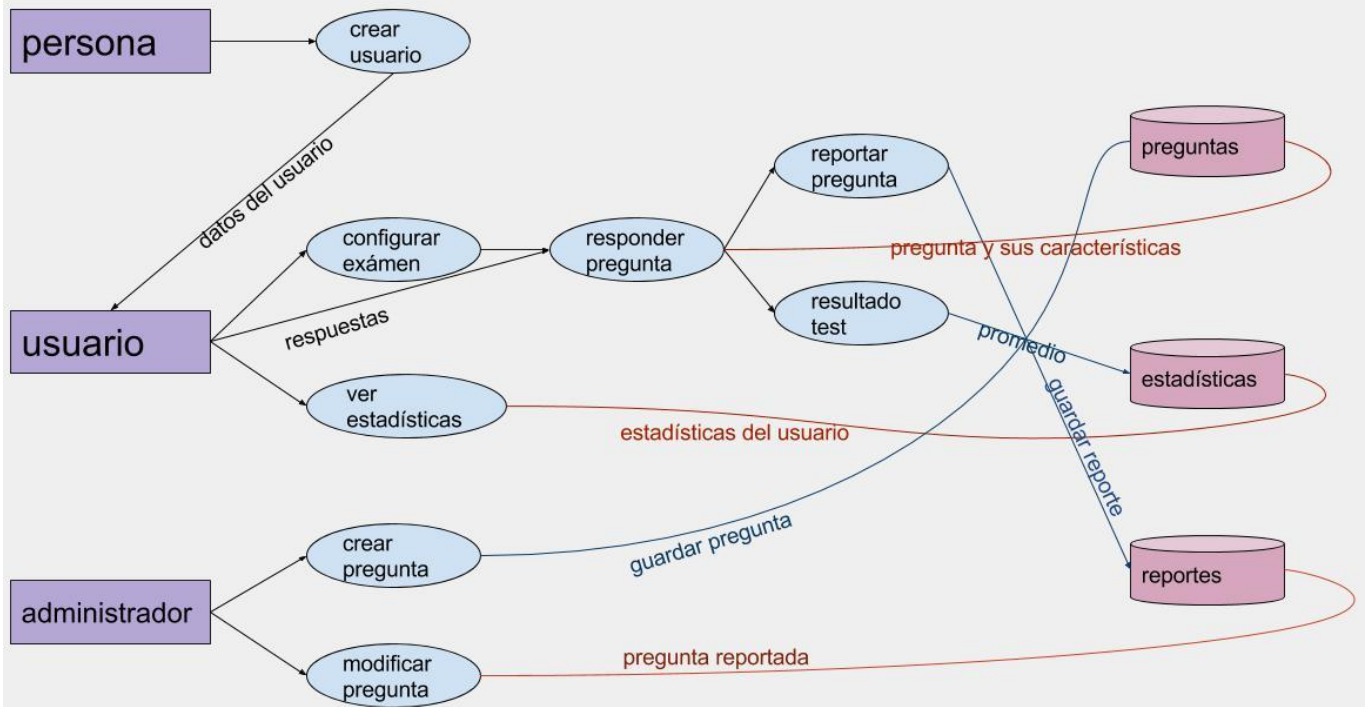 persona
crear
usuario
datos del usuario
reportar
pregunta
preguntas
configurar
exámen
responder
pregunta
pregunta y sus características
usuario
respuestas
resultado
test
promedio
estadísticas
ver
estadísticas
estadísticas del usuario
guardar reporte
crear
pregunta
guardar pregunta
reportes
administrador
modificar
pregunta
pregunta reportada